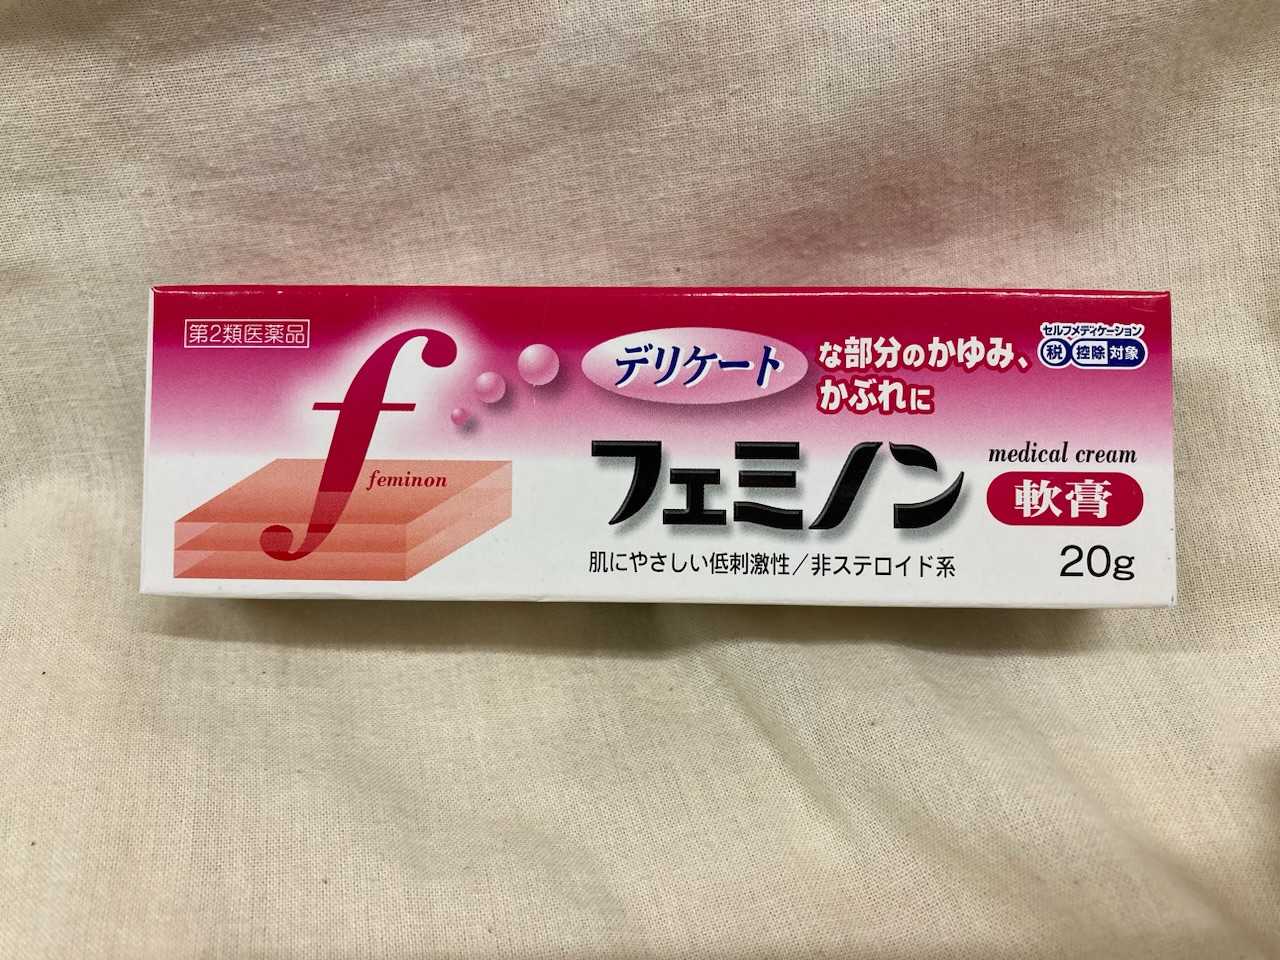 第2類医薬品
f
feminon
デリケート
な部分のかゆみ、
かぶれに
セルフメディケーション
税 控除 対象
フェミノン
medical cream
軟膏
肌にやさしい低刺激性/非ステロイド系
20g